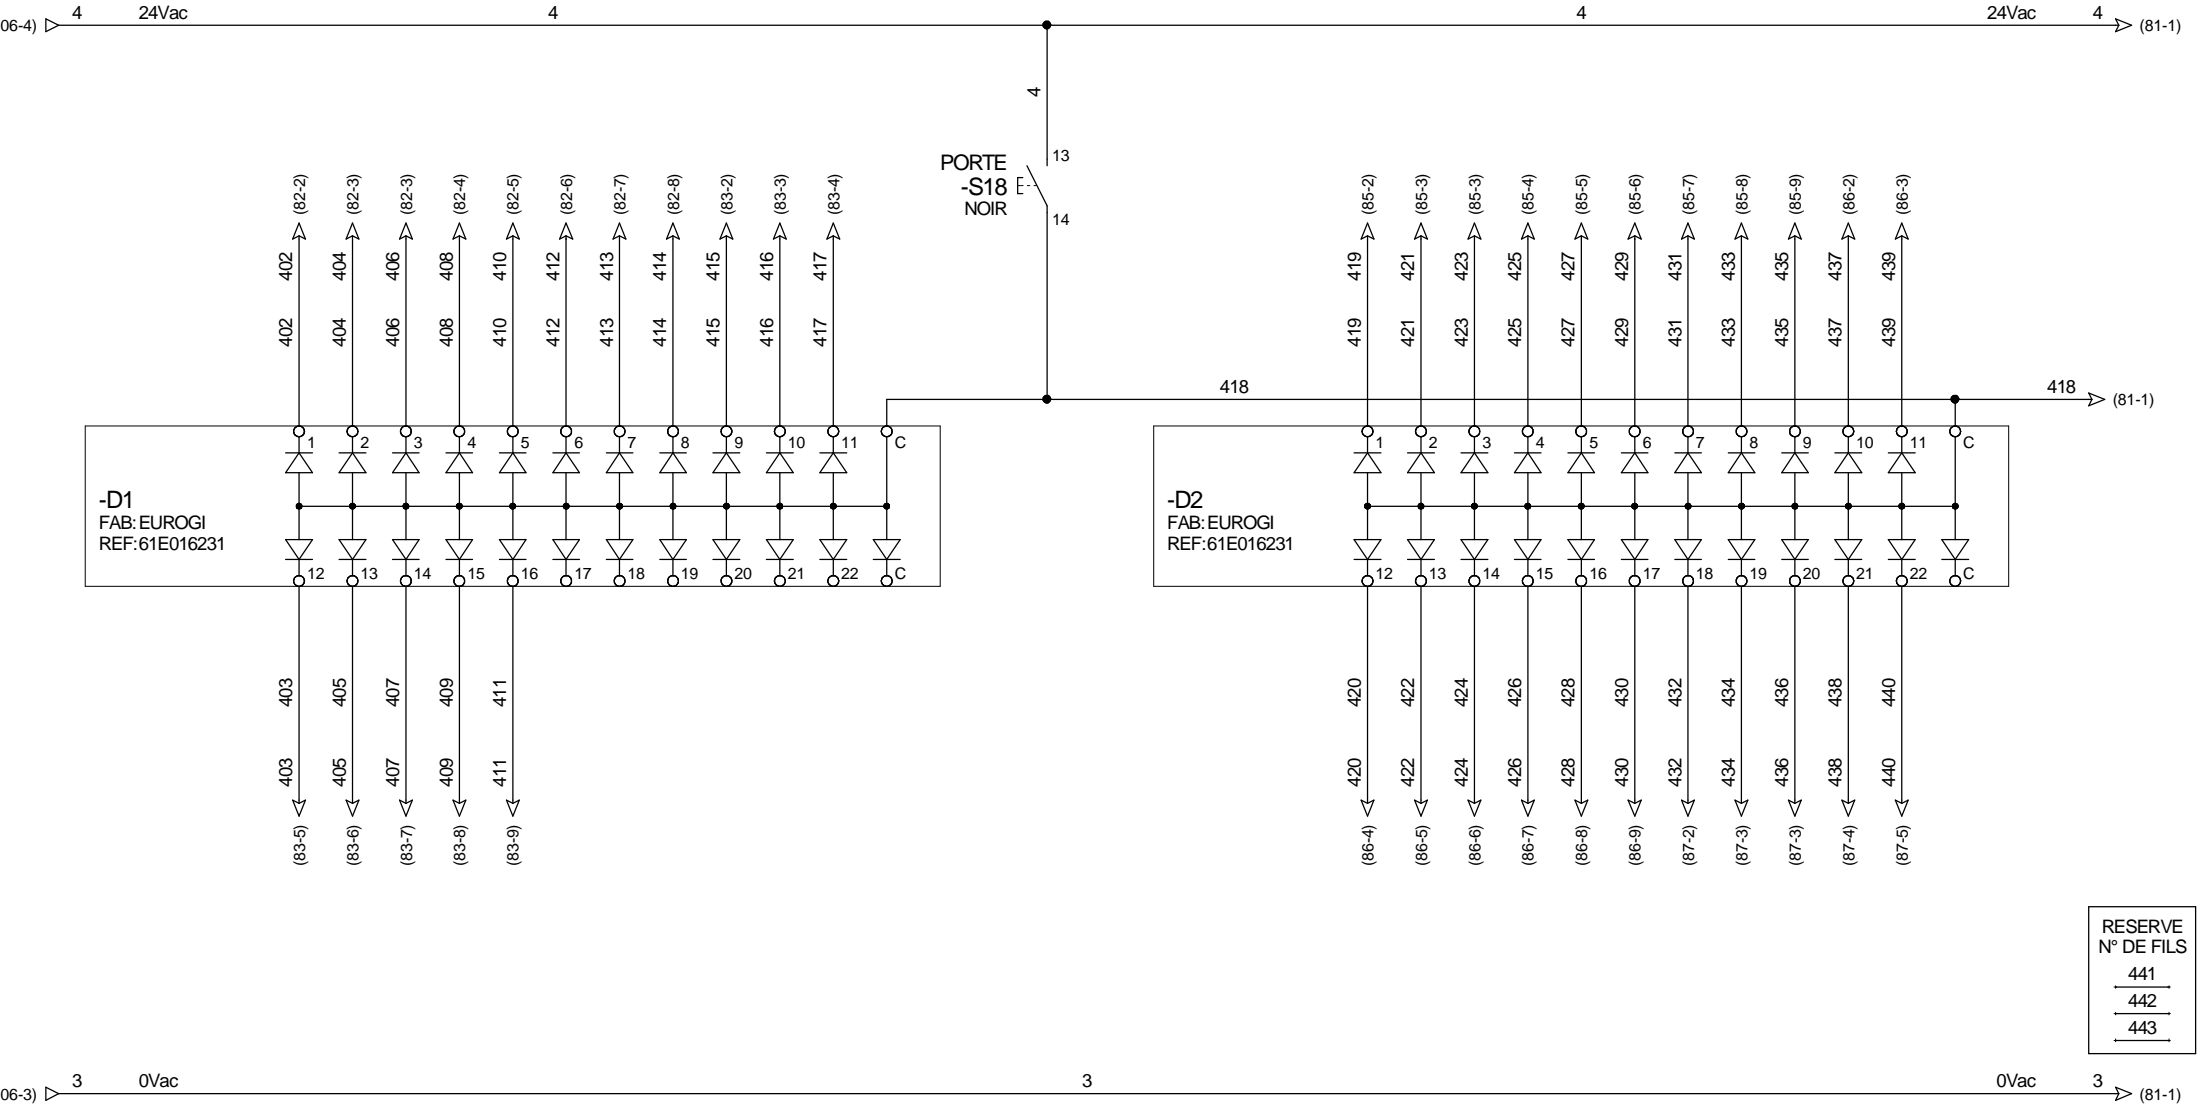 4 24Vac 4 4 24Vac 4
06-4) (81-1)
4
13
PORTE
-S18
NOIR
14
(82-2) (82-3) (82-3) (82-4) (82-5) (82-6) (82-7) (82-8) (83-2) (83-3) (83-4)
402 404 406 408 410 412 413 414 415 416 417
402 404 406 408 410 412 413 414 415 416 417
(85-2) (85-3) (85-3) (85-4) (85-5) (85-6) (85-7) (85-8) (85-9) (86-2) (86-3)
419 421 423 425 427 429 431 433 435 437 439
419 421 423 425 427 429 431 433 435 437 439
418 418
(81-1)
1 2 3 4 5 6 7 8 9 10 11 C
-D1
FAB:EUROGI
REF:61E016231
12 13 14 15 16 17 18 19 20 21 22 C
1 2 3 4 5 6 7 8 9 10 11 C
-D2
FAB:EUROGI
REF:61E016231
12 13 14 15 16 17 18 19 20 21 22 C
403 405 407 409 411
403 405 407 409 411
(83-5) (83-6) (83-7) (83-8) (83-9)
420 422 424 426 428 430 432 434 436 438 440
420 422 424 426 428 430 432 434 436 438 440
(86-4) (86-5) (86-6) (86-7) (86-8) (86-9) (87-2) (87-3) (87-3) (87-4) (87-5)
RESERVE
N° DE FILS
441
442
443
3 0Vac 3 0Vac 3
06-3) (81-1)